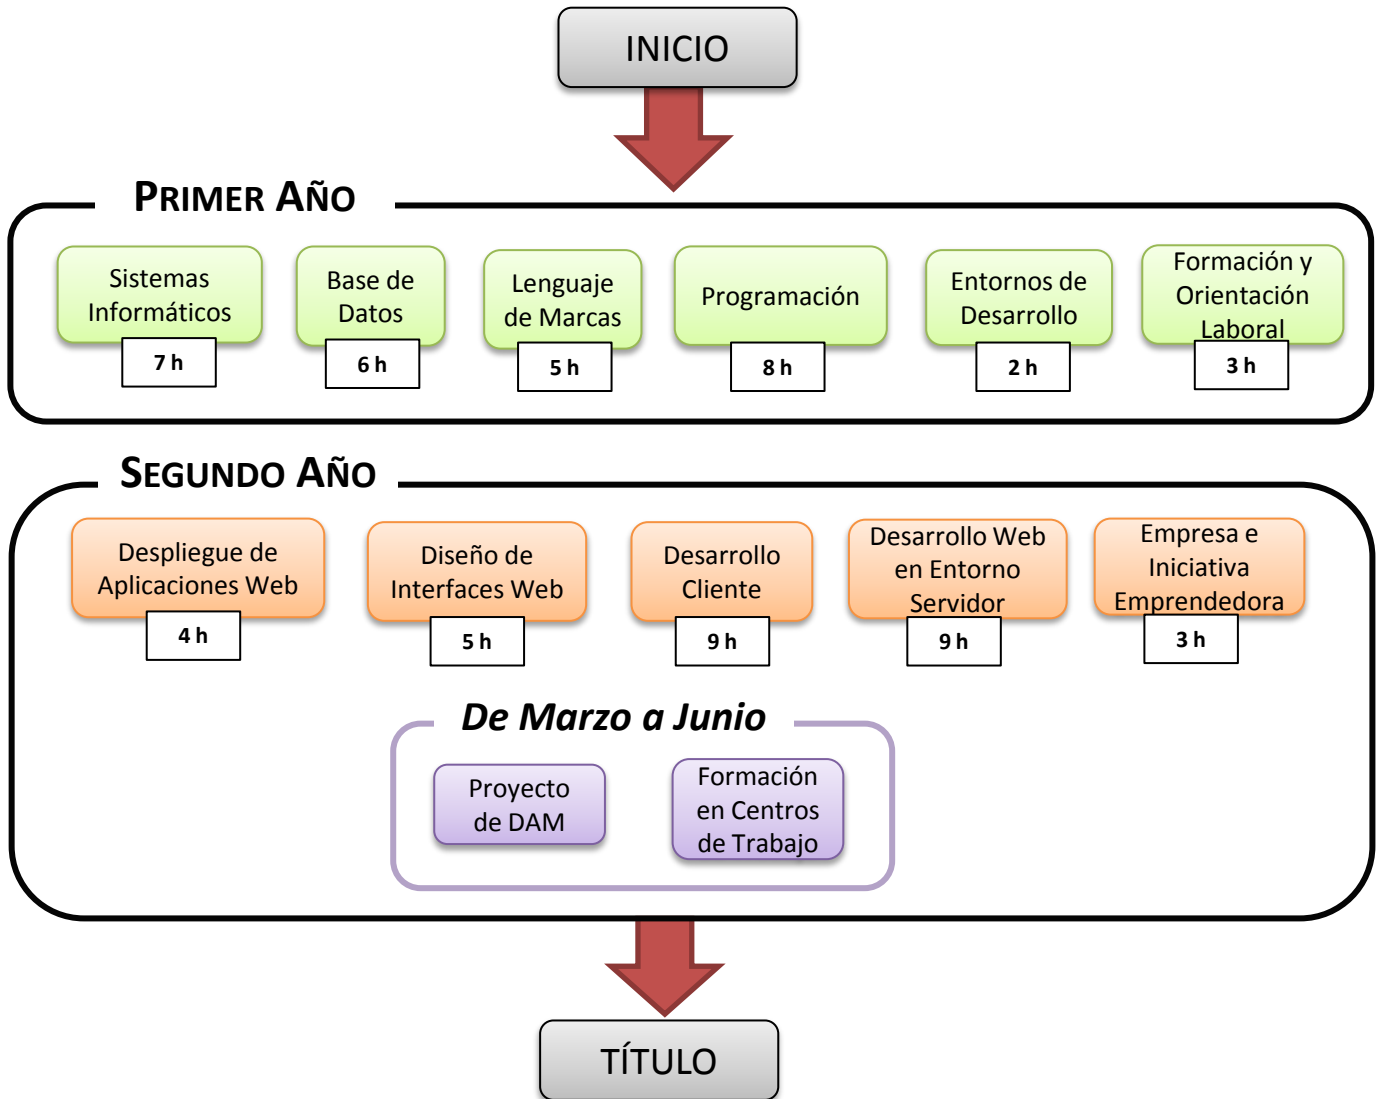 INICIO
PRIMER AÑO
Sistemas
Informáticos
7 h
Base de
Datos
6 h
Lenguaje
de Marcas
5 h
Programación
8 h
Entornos de
Desarrollo
2 h
Formación y
Orientación
Laboral
3 h
SEGUNDO AÑO
Despliegue de
Aplicaciones Web
4 h
Diseño de
Interfaces Web
5 h
Desarrollo
Cliente
9 h
Desarrollo Web
en Entorno
Servidor
9 h
Empresa e
Iniciativa
Emprendedora
3 h
De Marzo a Junio
Proyecto
de DAM
Formación
en Centros
de Trabajo
TÍTULO